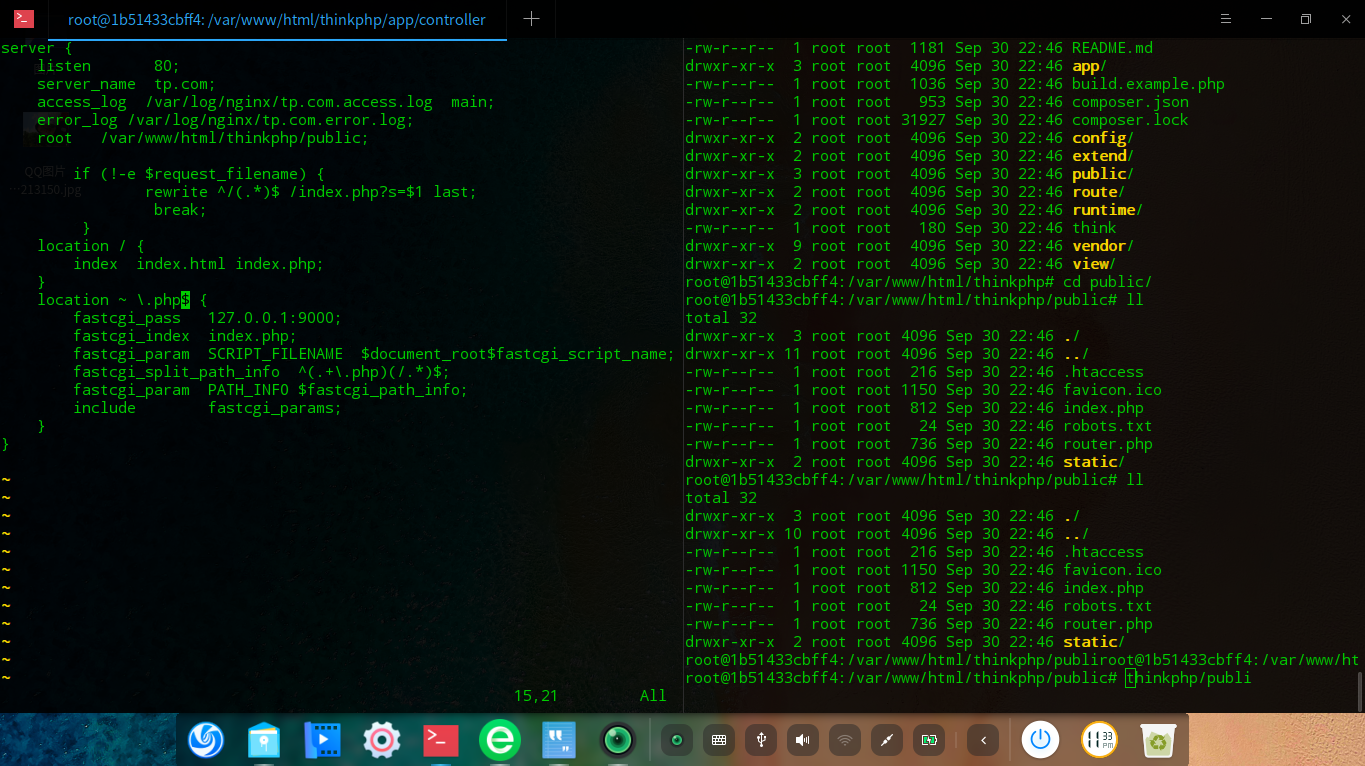 root@1b51433cbff4:/var/www/html/thinkphp/app/controller
server {
    listen       80;
    server_name  tp.com;
    access_log  /var/log/nginx/tp.com.access.log  main;
    error_log /var/log/nginx/tp.com.error.log;
    root   /var/www/html/thinkphp/public;
        if (!-e $request_filename) {
                rewrite ^/(.*)$ /index.php?s=$1 last;
                 break;
         }
    location / {
        index  index.html index.php;
    }
    location ~ \.php$ {
        fastcgi_pass   127.0.0.1:9000;
        fastcgi_index  index.php;
        fastcgi_param  SCRIPT_FILENAME  $document_root$fastcgi_script_name;
        fastcgi_split_path_info  ^(.+\.php)(/.*)$;
        fastcgi_param  PATH_INFO $fastcgi_path_info;
        include        fastcgi_params;
    }
}
~
~
~
~
~
~
~
~
~
~
~
~
15,21         All
QQ图片
...213150.jpg
-rw-r--r--  1 root root  1181 Sep 30 22:46 README.md
drwxr-xr-x  3 root root  4096 Sep 30 22:46 app/
-rw-r--r--  1 root root  1036 Sep 30 22:46 build.example.php
-rw-r--r--  1 root root   953 Sep 30 22:46 composer.json
-rw-r--r--  1 root root 31927 Sep 30 22:46 composer.lock
drwxr-xr-x  2 root root  4096 Sep 30 22:46 config/
drwxr-xr-x  2 root root  4096 Sep 30 22:46 extend/
drwxr-xr-x  3 root root  4096 Sep 30 22:46 public/
drwxr-xr-x  2 root root  4096 Sep 30 22:46 route/
drwxr-xr-x  2 root root  4096 Sep 30 22:46 runtime/
-rw-r--r--  1 root root   180 Sep 30 22:46 think
drwxr-xr-x  9 root root  4096 Sep 30 22:46 vendor/
drwxr-xr-x  2 root root  4096 Sep 30 22:46 view/
root@1b51433cbff4:/var/www/html/thinkphp# cd public/
root@1b51433cbff4:/var/www/html/thinkphp/public# ll
total 32
drwxr-xr-x  3 root root 4096 Sep 30 22:46 ./
drwxr-xr-x 11 root root 4096 Sep 30 22:46 ../
-rw-r--r--  1 root root  216 Sep 30 22:46 .htaccess
-rw-r--r--  1 root root 1150 Sep 30 22:46 favicon.ico
-rw-r--r--  1 root root  812 Sep 30 22:46 index.php
-rw-r--r--  1 root root   24 Sep 30 22:46 robots.txt
-rw-r--r--  1 root root  736 Sep 30 22:46 router.php
drwxr-xr-x  2 root root 4096 Sep 30 22:46 static/
root@1b51433cbff4:/var/www/html/thinkphp/public# ll
total 32
drwxr-xr-x  3 root root 4096 Sep 30 22:46 ./
drwxr-xr-x 10 root root 4096 Sep 30 22:46 ../
-rw-r--r--  1 root root  216 Sep 30 22:46 .htaccess
-rw-r--r--  1 root root 1150 Sep 30 22:46 favicon.ico
-rw-r--r--  1 root root  812 Sep 30 22:46 index.php
-rw-r--r--  1 root root   24 Sep 30 22:46 robots.txt
-rw-r--r--  1 root root  736 Sep 30 22:46 router.php
drwxr-xr-x  2 root root 4096 Sep 30 22:46 static/
root@1b51433cbff4:/var/www/html/thinkphp/publiroot@1b51433cbff4:/var/www/ht
root@1b51433cbff4:/var/www/html/thinkphp/public# thinkphp/publi
11 33 PM